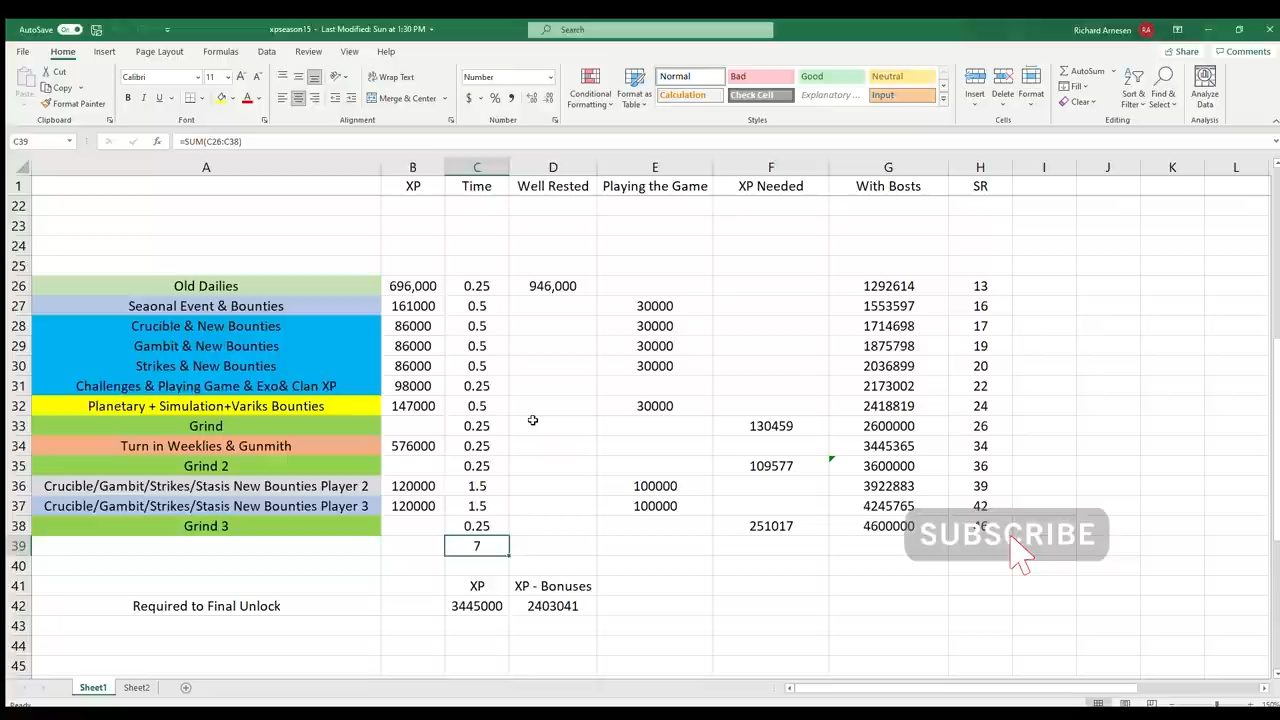 AutoSave On xpseason15 - Last Modified: Sun at 1:30 PM Search Richard Arnesen RA
File Home Insert Page Layout Formulas Data Review View Help Share Comments
Cut Calibri 11 Wrap Text Number Normal Bad Good Neutral AutoSum
Copy Paste Format Painter B I U Merge & Center $ % Conditional Formatting Format as Table Calculation Check Cell Explanatory ... Input Insert Delete Format Fill Clear Sort & Filter Find & Select Analyze Data
Clipboard Font Alignment Number Styles Cells Editing Analysis
C39 fx =SUM(C26:C38)
A B C D E F G H I J K L
1 XP Time Well Rested Playing the Game XP Needed With Bosts SR
22
23
24
25
26 Old Dailies 696,000 0.25 946,000 1292614 13
27 Seaonal Event & Bounties 161000 0.5 30000 1553597 16
28 Crucible & New Bounties 86000 0.5 30000 1714698 17
29 Gambit & New Bounties 86000 0.5 30000 1875798 19
30 Strikes & New Bounties 86000 0.5 30000 2036899 20
31 Challenges & Playing Game & Exo& Clan XP 98000 0.25 2173002 22
32 Planetary + Simulation+Variks Bounties 147000 0.5 30000 2418819 24
33 Grind 0.25 130459 2600000 26
34 Turn in Weeklies & Gunmith 576000 0.25 3445365 34
35 Grind 2 0.25 109577 3600000 36
36 Crucible/Gambit/Strikes/Stasis New Bounties Player 2 120000 1.5 100000 3922883 39
37 Crucible/Gambit/Strikes/Stasis New Bounties Player 3 120000 1.5 100000 4245765 42
38 Grind 3 0.25 251017 4600000 46
SUBSCRIBE
39 7
40
41 XP XP - Bonuses
42 Required to Final Unlock 3445000 2403041
43
44
45
Sheet1 Sheet2
Ready 150%